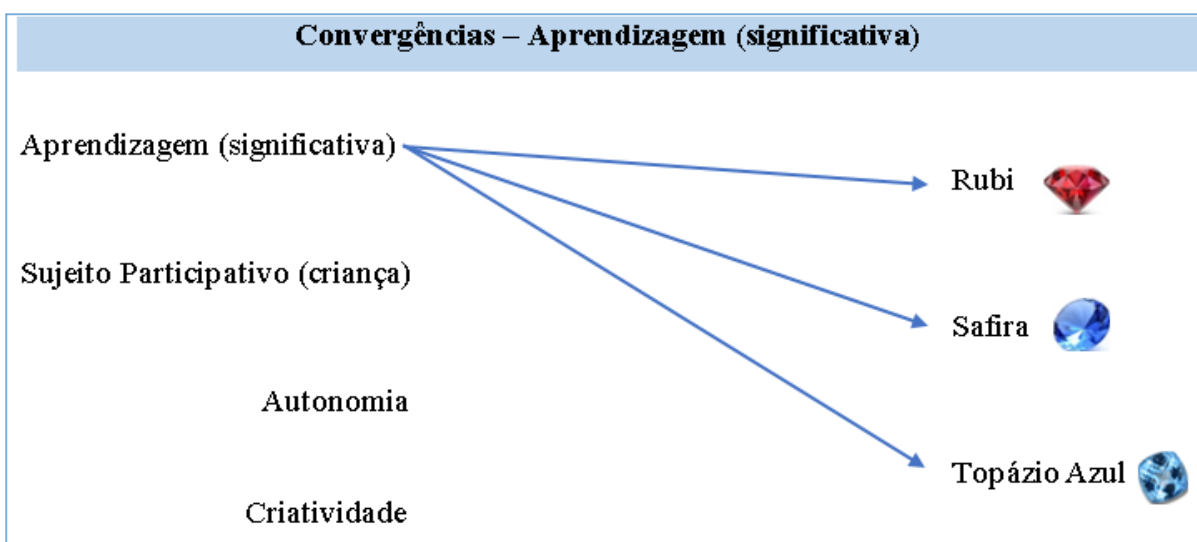 Convergências – Aprendizagem (significativa)
Aprendizagem (significativa)
Rubi
Sujeito Participativo (criança)
Safira
Autonomia
Topázio Azul
Criatividade